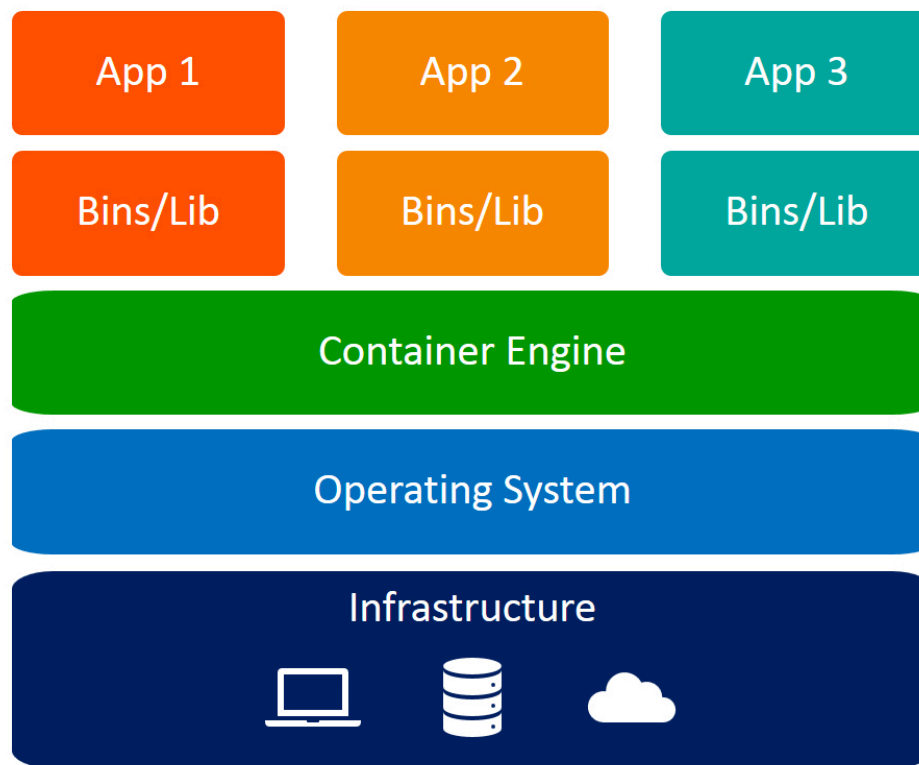 App 1
App 2
App 3
Bins/Lib
Bins/Lib
Bins/Lib
Container Engine
Operating System
Infrastructure